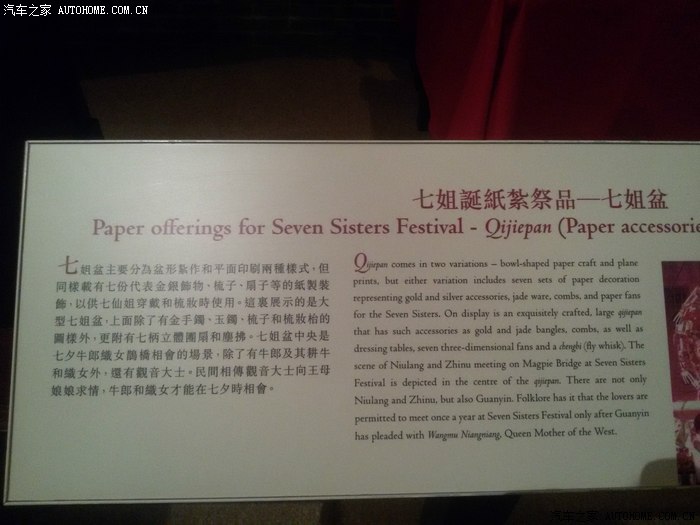 汽车之家 AUTOHOME.COM.CN
七姐誕紙紮祭品—七姐盆
Paper offerings for Seven Sisters Festival - Qijiepan (Paper accessorie
七姐盆主要分為盆形紮作和平面印刷兩種樣式，但
同樣載有七份代表金銀飾物、梳子、扇子等的紙製裝
飾，以供七仙姐穿戴和梳妝時使用。這裏展示的是大
型七姐盆，上面除了有金手鐲、玉鐲、梳子和梳妝枱的
圖樣外，更附有七柄立體團扇和塵拂。七姐盆中央是
七夕牛郎織女鵲橋相會的場景，除了有牛郎及其耕牛
和織女外，還有觀音大士。民間相傳觀音大士向王母
娘娘求情，牛郎和織女才能在七夕時相會。
Qijiepan comes in two variations – bowl-shaped paper craft and plane
prints, but either variation includes seven sets of paper decoration
representing gold and silver accessories, jade ware, combs, and paper fans
for the Seven Sisters. On display is an exquisitely crafted, large qijiepan
that has such accessories as gold and jade bangles, combs, as well as
dressing tables, seven three-dimensional fans and a chenfu (fly whisk). The
scene of Niulang and Zhinu meeting on Magpie Bridge at Seven Sisters
Festival is depicted in the centre of the qijiepan. There are not only
Niulang and Zhinu, but also Guanyin. Folklore has it that the lovers are
permitted to meet once a year at Seven Sisters Festival only after Guanyin
has pleaded with Wangmu Niangniang, Queen Mother of the West.